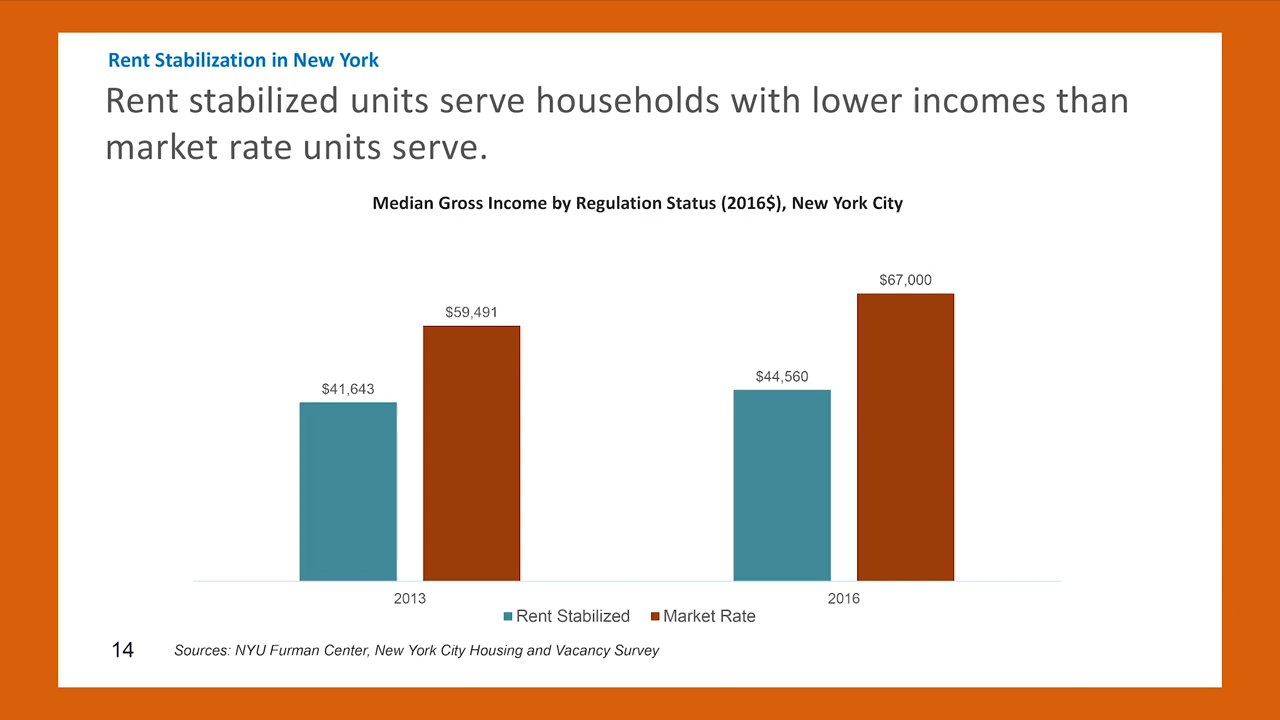 Rent Stabilization in New York
Rent stabilized units serve households with lower incomes than
market rate units serve.
Median Gross Income by Regulation Status (2016$), New York City
$67,000
$59,491
$44,560
$41,643
2013
2016
Rent Stabilized
Market Rate
14
Sources: NYU Furman Center, New York City Housing and Vacancy Survey